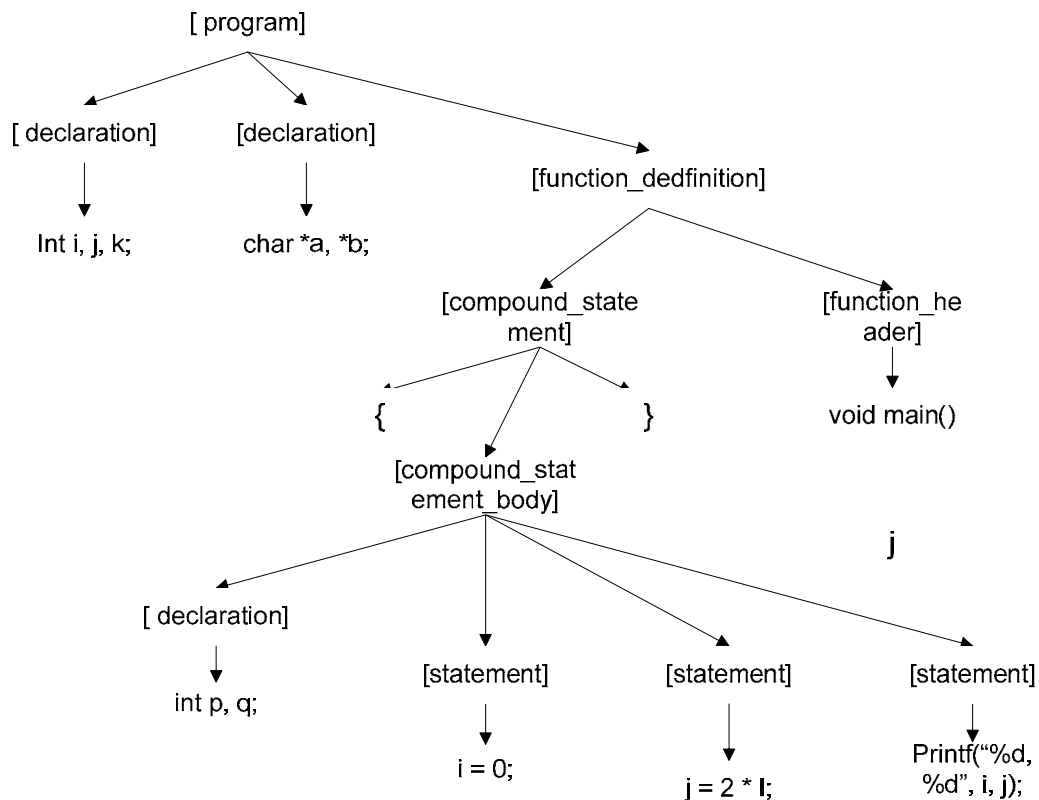 [ program]
[ declaration]
[declaration]
[function_dedfinition]
Int i, j, k;
char *a, *b;
[compound_state
ment]
[function_he
ader]
{
}
void main()
[compound_stat
ement_body]
j
[ declaration]
[statement]
[statement]
[statement]
int p, q;
i = 0;
j = 2 * I;
Printf(“%d,
%d”, i, j);